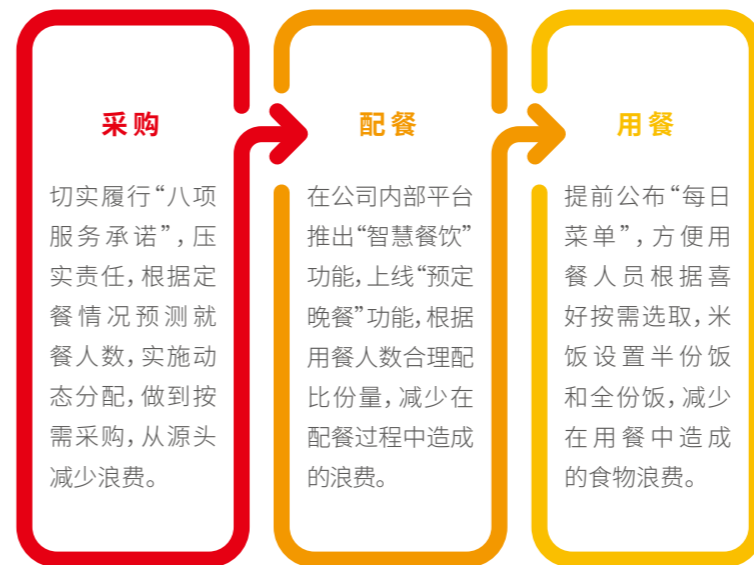 采购
切实履行“八项
服务承诺”，压
实责任，根据定
餐情况预测就
餐人数，实施动
态分配，做到按
需采购，从源头
减少浪费。
配餐
在公司内部平台
推出“智慧餐饮”
功能，上线“预定
晚餐”功能，根据
用餐人数合理配
比份量，减少在
配餐过程中造成
的浪费。
用餐
提前公布“每日
菜单”，方便用
餐人员根据喜
好按需选取，米
饭设置半份饭
和全份饭，减少
在用餐中造成
的食物浪费。